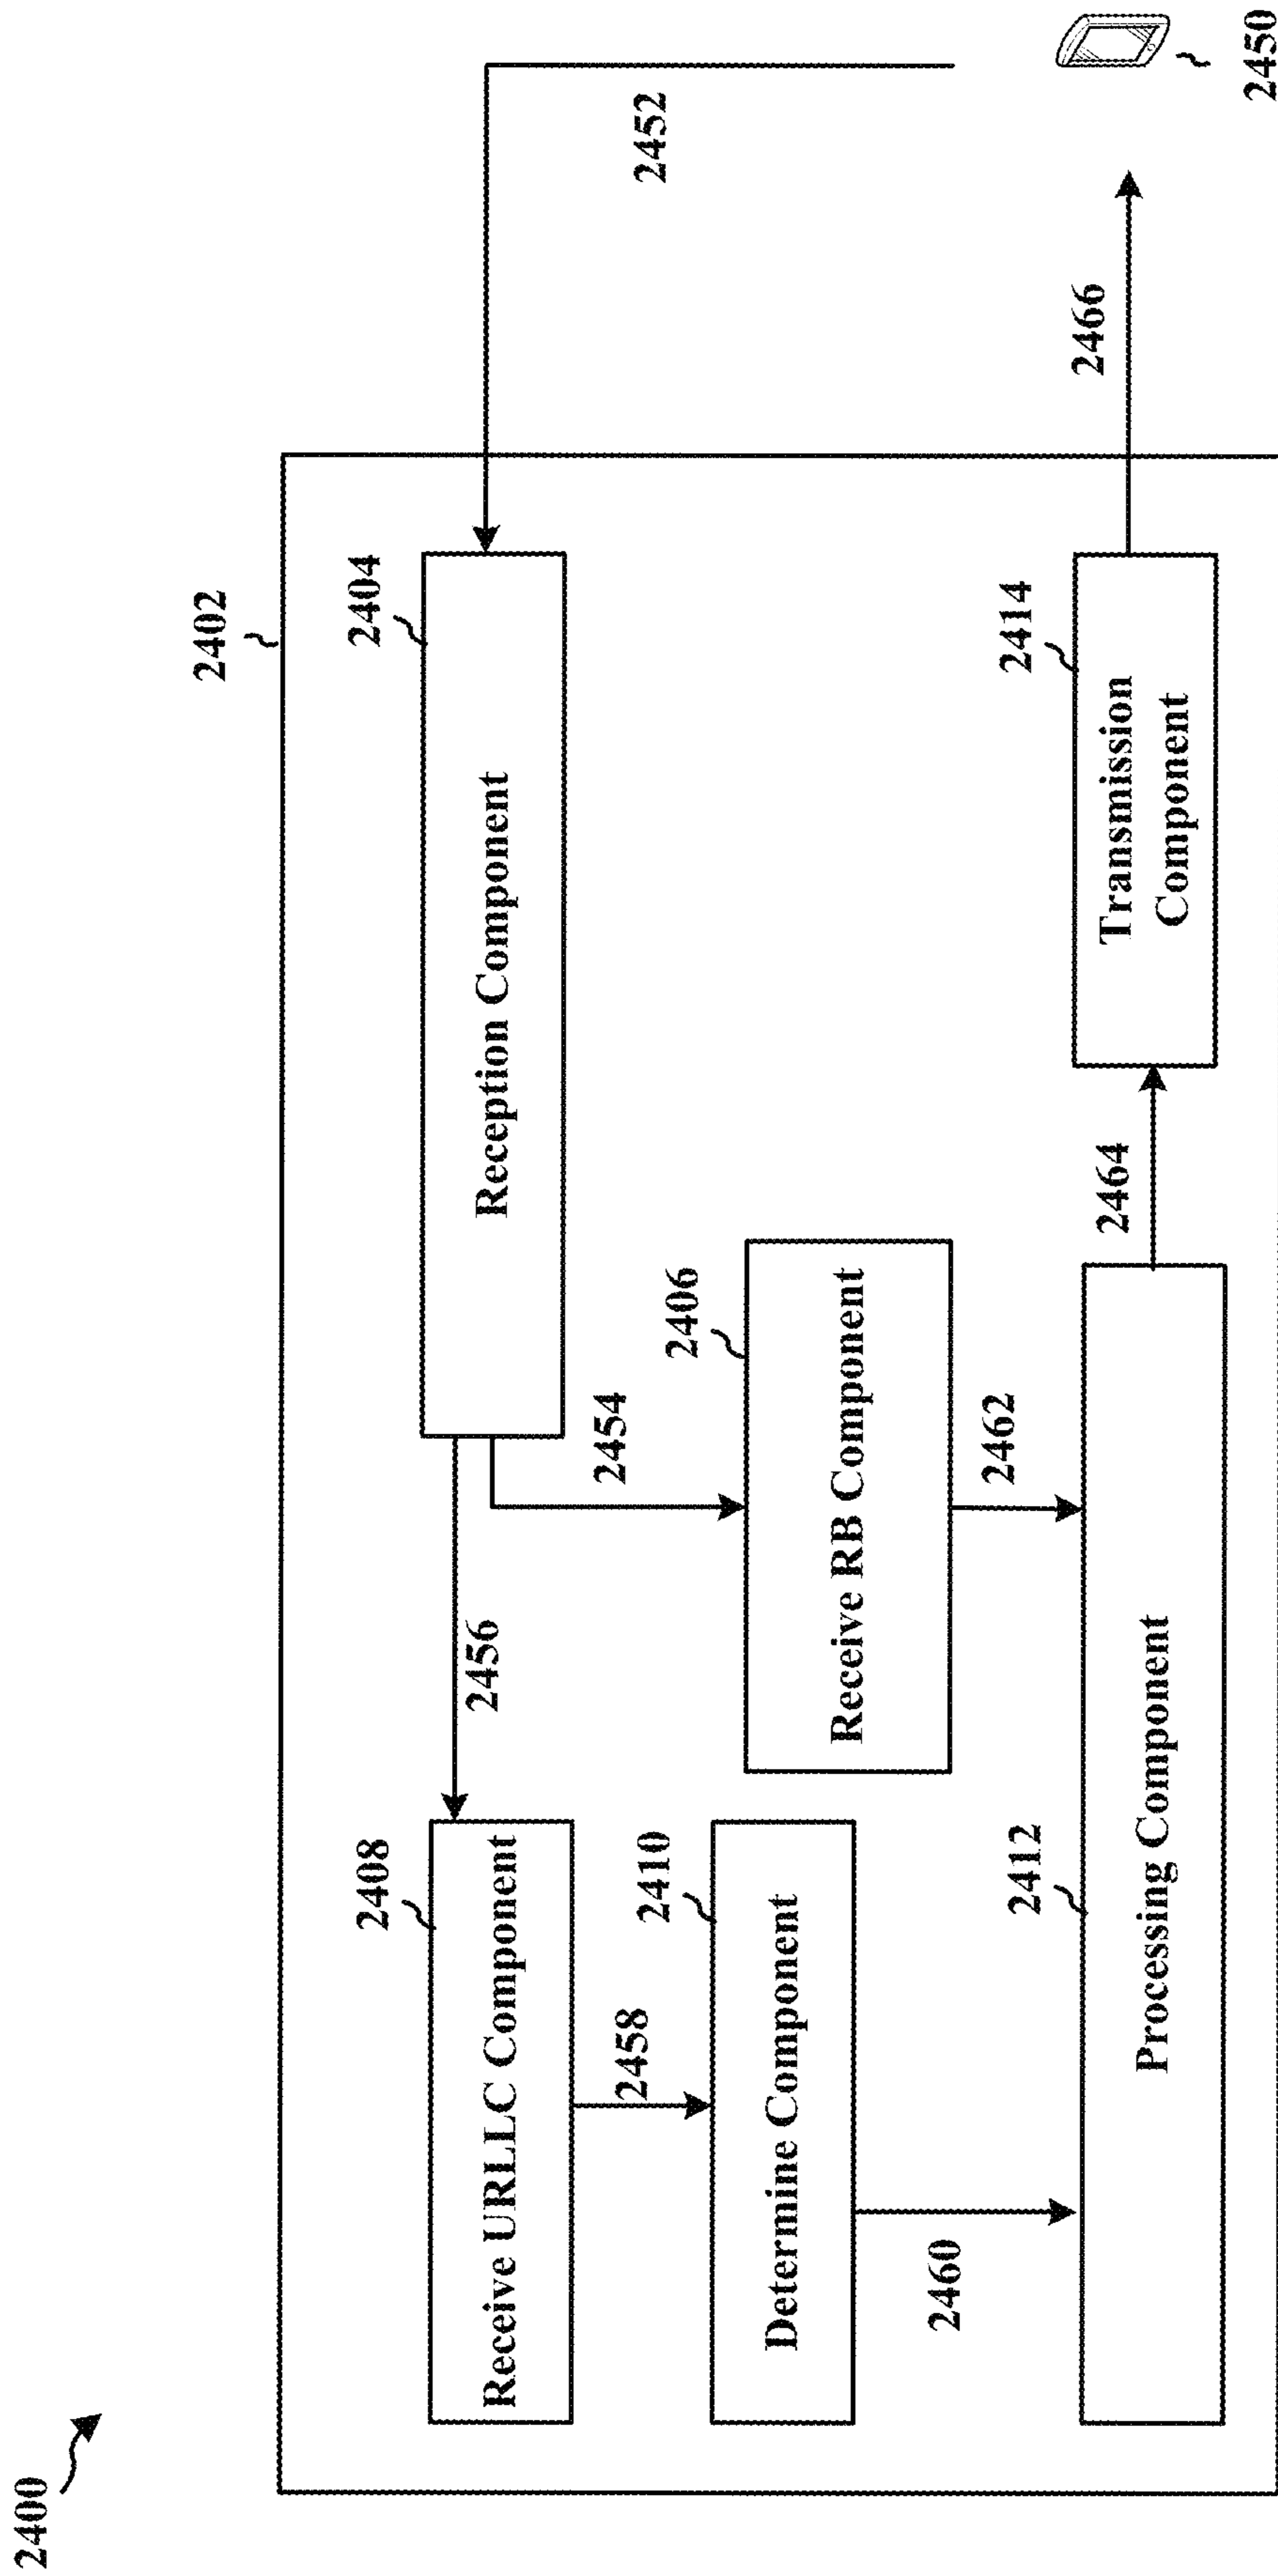 2400
2402
2404
Reception Component
2452
2450
2408
Receive URLLC Component
2456
2454
2406
Receive RB Component
2458
2410
Determine Component
2460
2462
2412
Processing Component
2464
2414
Transmission
Component
2466